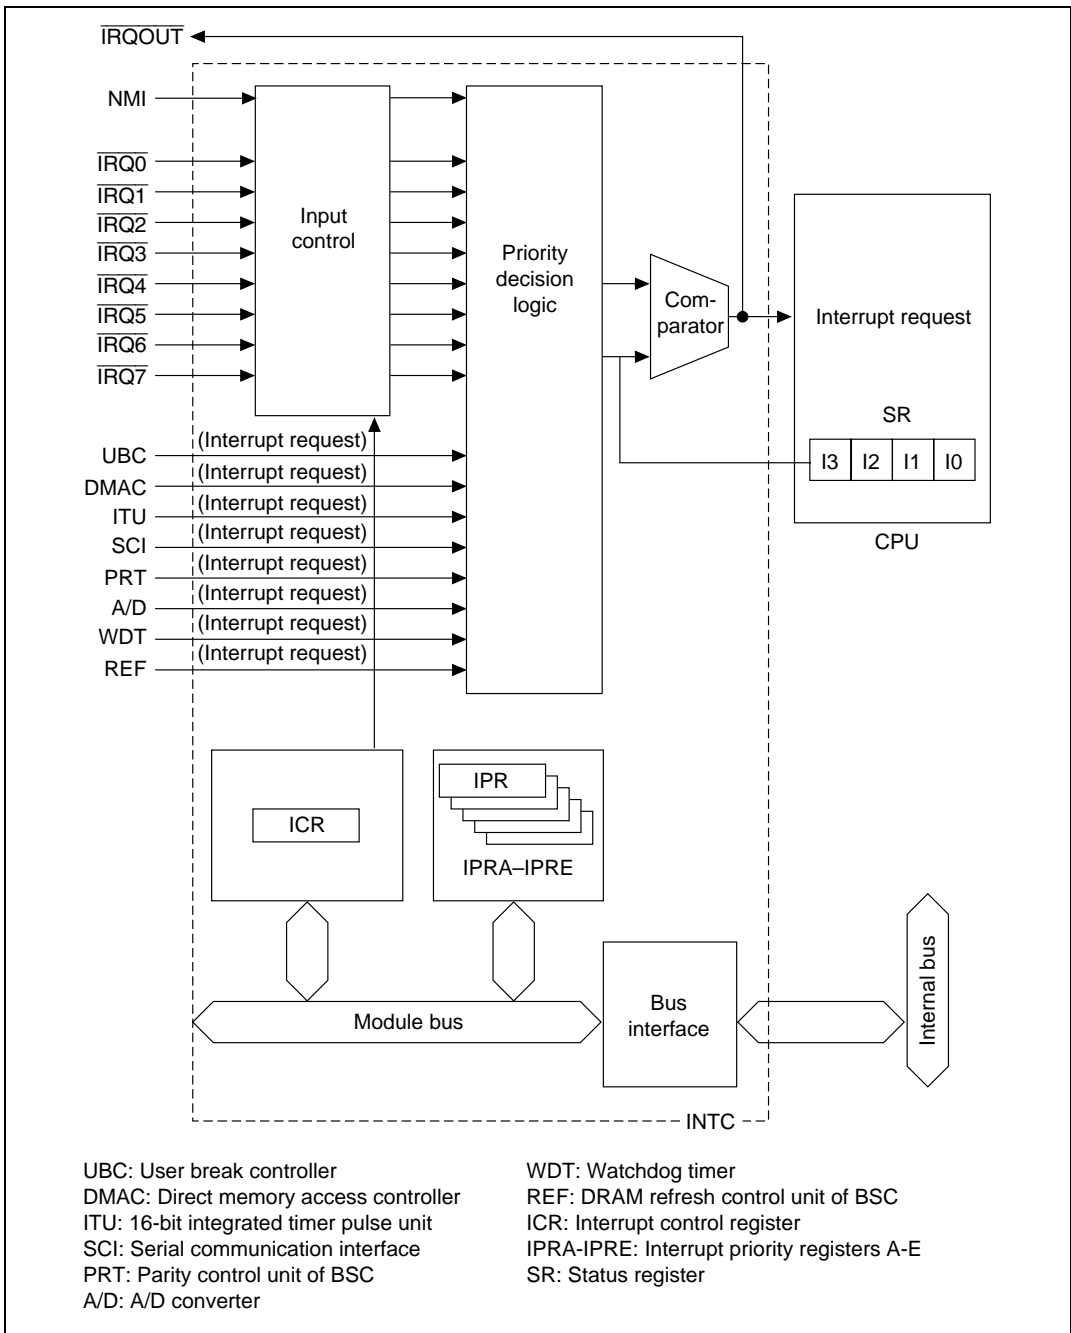 IRQOUT
NMI
IRQ0
IRQ1
IRQ2
IRQ3
IRQ4
IRQ5
IRQ6
IRQ7
Input
control
Priority
decision
logic
Com-
parator
Interrupt request
SR
I3 I2 I1 I0
CPU
UBC
(Interrupt request)
DMAC
(Interrupt request)
ITU
(Interrupt request)
SCI
(Interrupt request)
PRT
(Interrupt request)
A/D
(Interrupt request)
WDT
(Interrupt request)
REF
(Interrupt request)
ICR
IPR
IPRA–IPRE
Module bus
Bus
interface
Internal bus
INTC
UBC: User break controller
DMAC: Direct memory access controller
ITU: 16-bit integrated timer pulse unit
SCI: Serial communication interface
PRT: Parity control unit of BSC
A/D: A/D converter
WDT: Watchdog timer
REF: DRAM refresh control unit of BSC
ICR: Interrupt control register
IPRA-IPRE: Interrupt priority registers A-E
SR: Status register